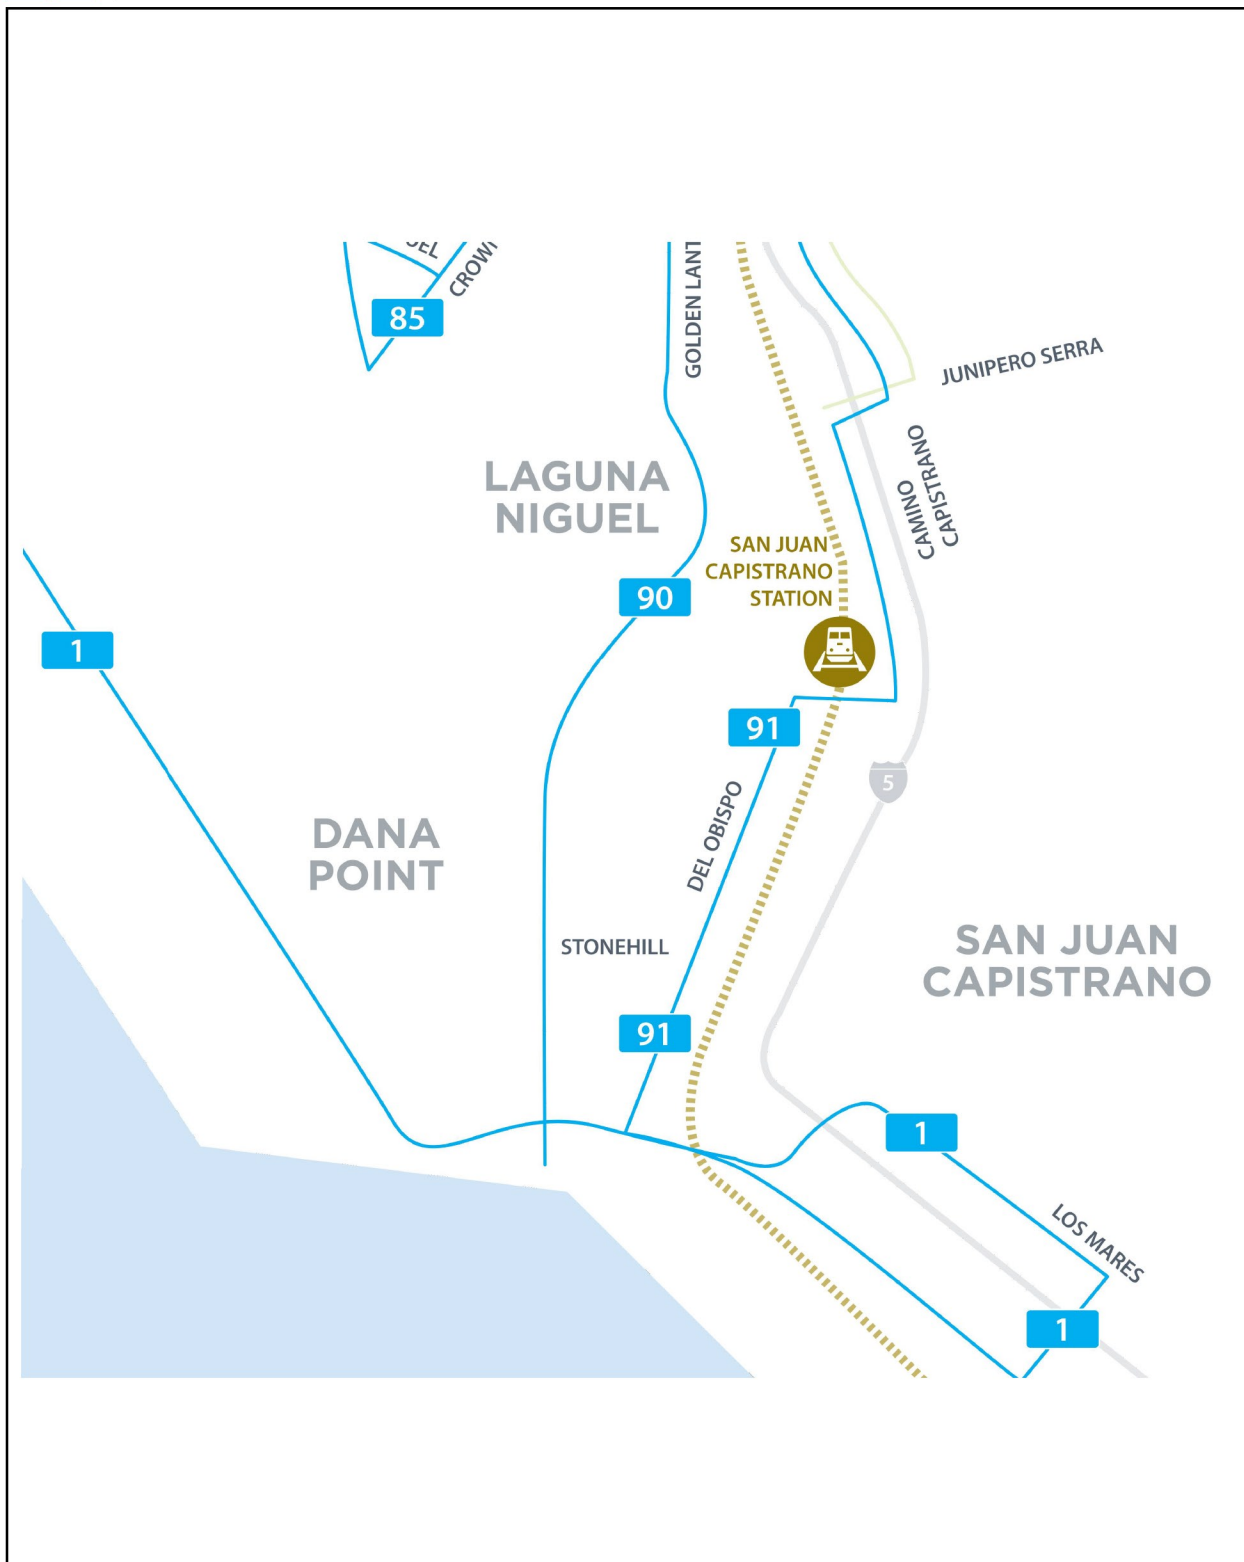 85
GOLDEN LANT
JUNIPERO SERRA
CAMINO
CAPISTRANO
LAGUNA
NIGUEL
SAN JUAN
CAPISTRANO
STATION
90
1
91
5
DEL OBISPO
DANA
POINT
STONEHILL
SAN JUAN
CAPISTRANO
91
1
LOS MARES
1